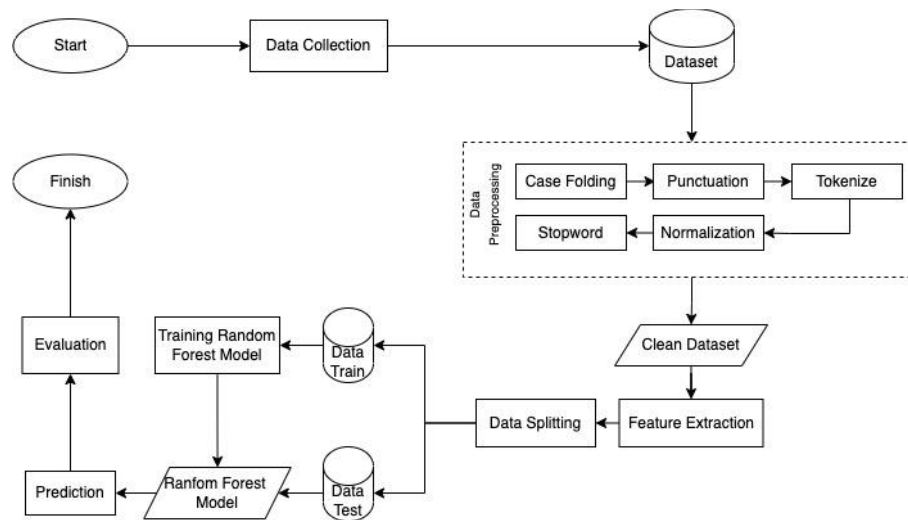 Start
Data Collection
Dataset
Data
Preprocessing
Case Folding
Punctuation
Tokenize
Stopword
Normalization
Finish
Clean Dataset
Evaluation
Training Random
Forest Model
Data
Train
Data Splitting
Feature Extraction
Prediction
Ranfom Forest
Model
Data
Test